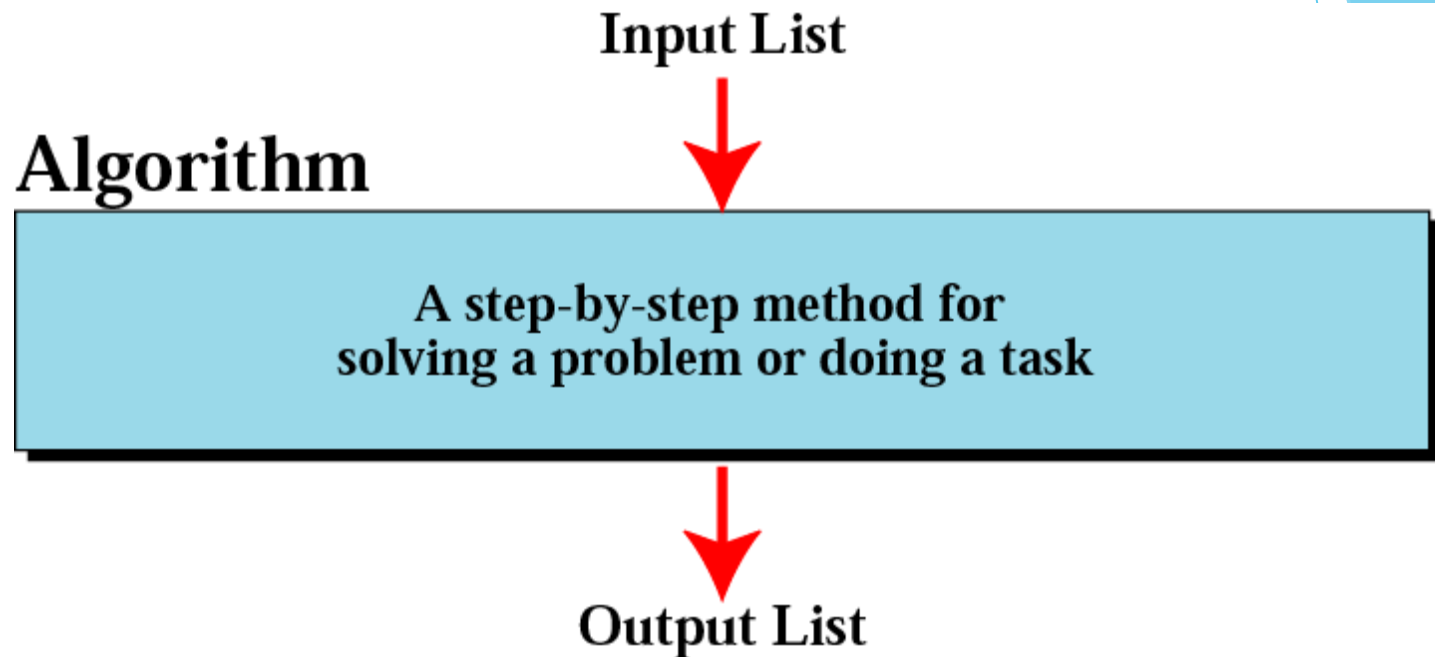 Input List
Algorithm
A step-by-step method for
solving a problem or doing a task
Output List